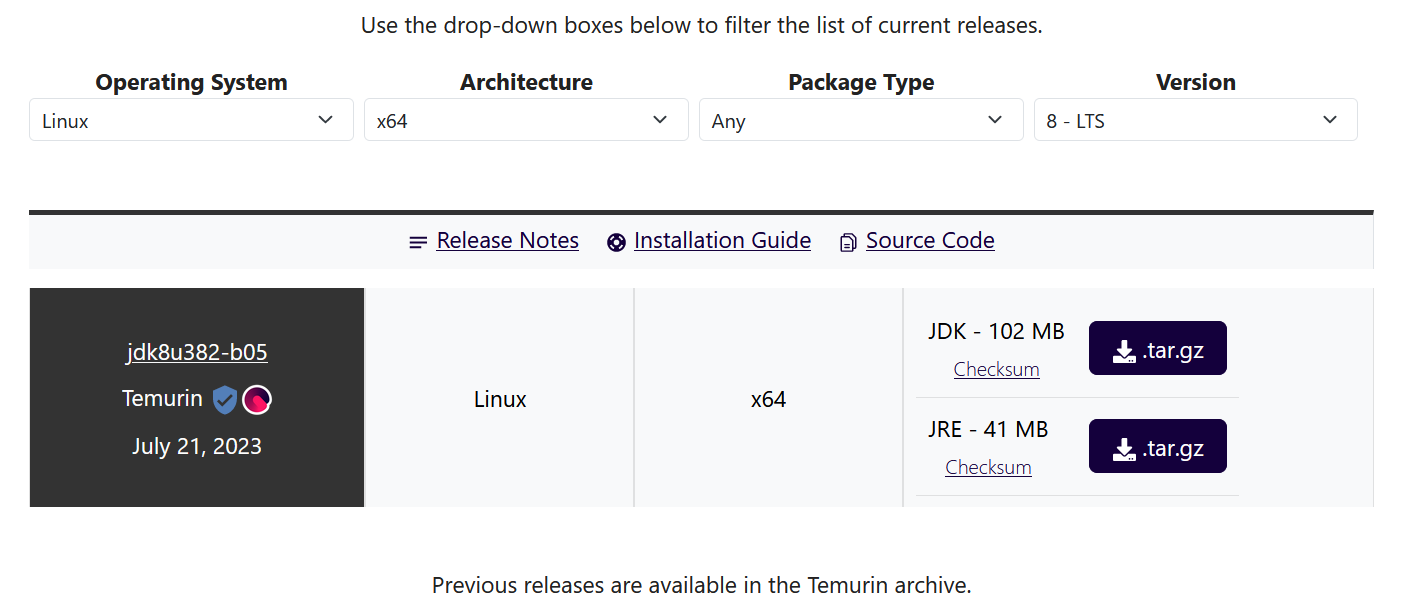 Use the drop-down boxes below to filter the list of current releases.
Operating System Architecture Package Type Version
Linux x64 Any 8 - LTS
Release Notes Installation Guide Source Code
jdk8u382-b05
Temurin
July 21, 2023
Linux
x64
JDK - 102 MB
Checksum
.tar.gz
JRE - 41 MB
Checksum
.tar.gz
Previous releases are available in the Temurin archive.